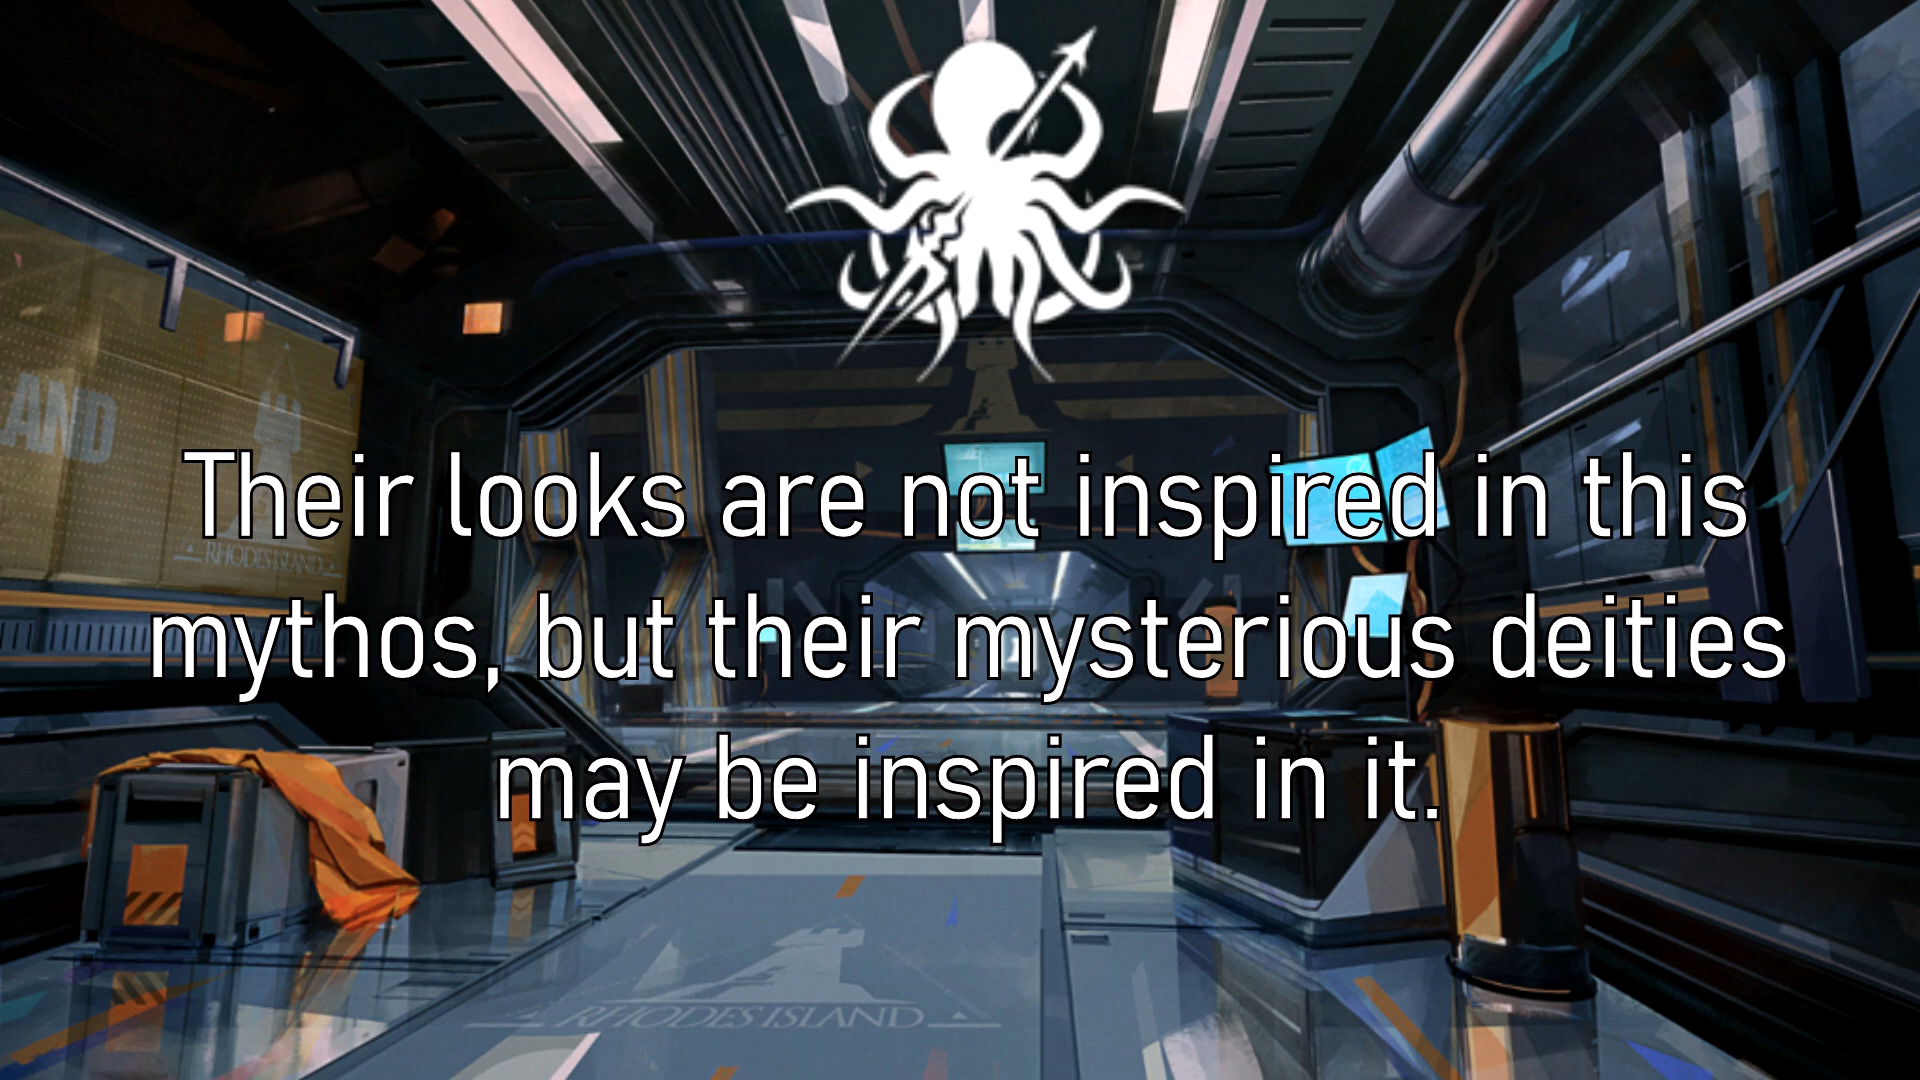 Their looks are not inspired in this
mythos, but their mysterious deities
may be inspired in it.
AND
RHODES ISLAND
RHODES ISLAND